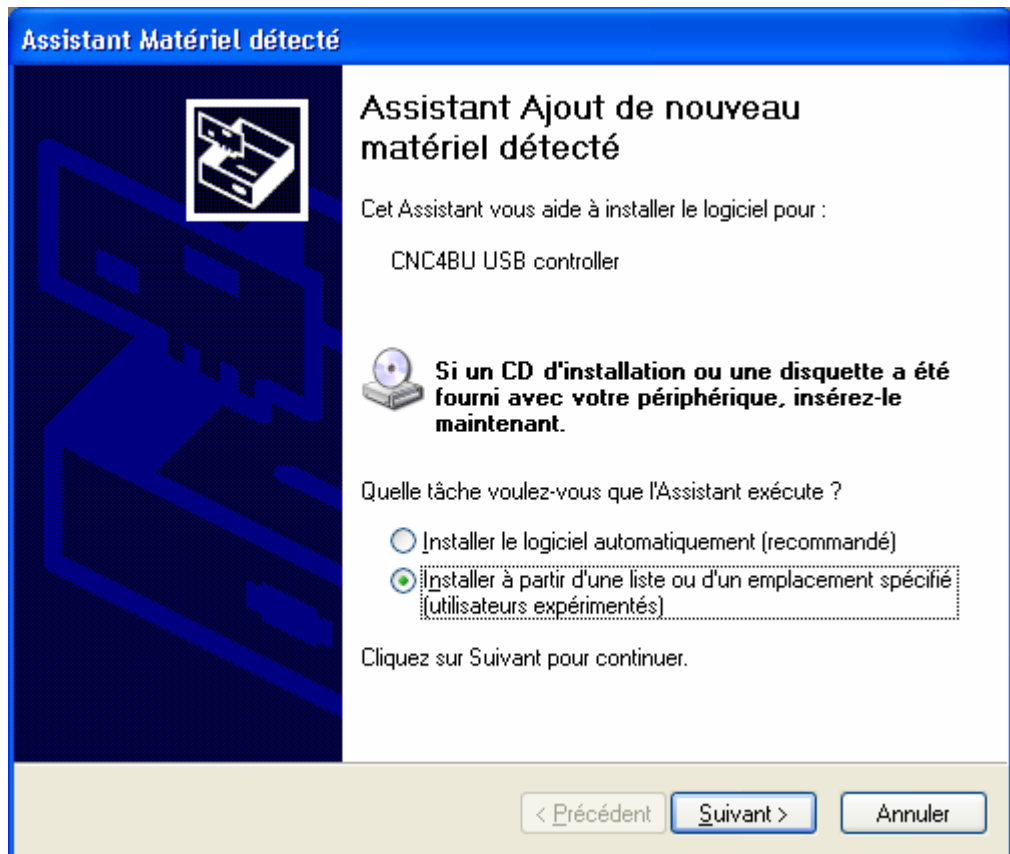 Assistant Matériel détecté
Assistant Ajout de nouveau
matériel détecté
Cet Assistant vous aide à installer le logiciel pour :
CNC4BU USB controller
Si un CD d'installation ou une disquette a été
fourni avec votre périphérique, insérez-le
maintenant.
Quelle tâche voulez-vous que l'Assistant exécute ?
Installer le logiciel automatiquement (recommandé)
Installer à partir d'une liste ou d'un emplacement spécifié
(utilisateurs expérimentés)
Cliquez sur Suivant pour continuer.
< Précédent Suivant > Annuler